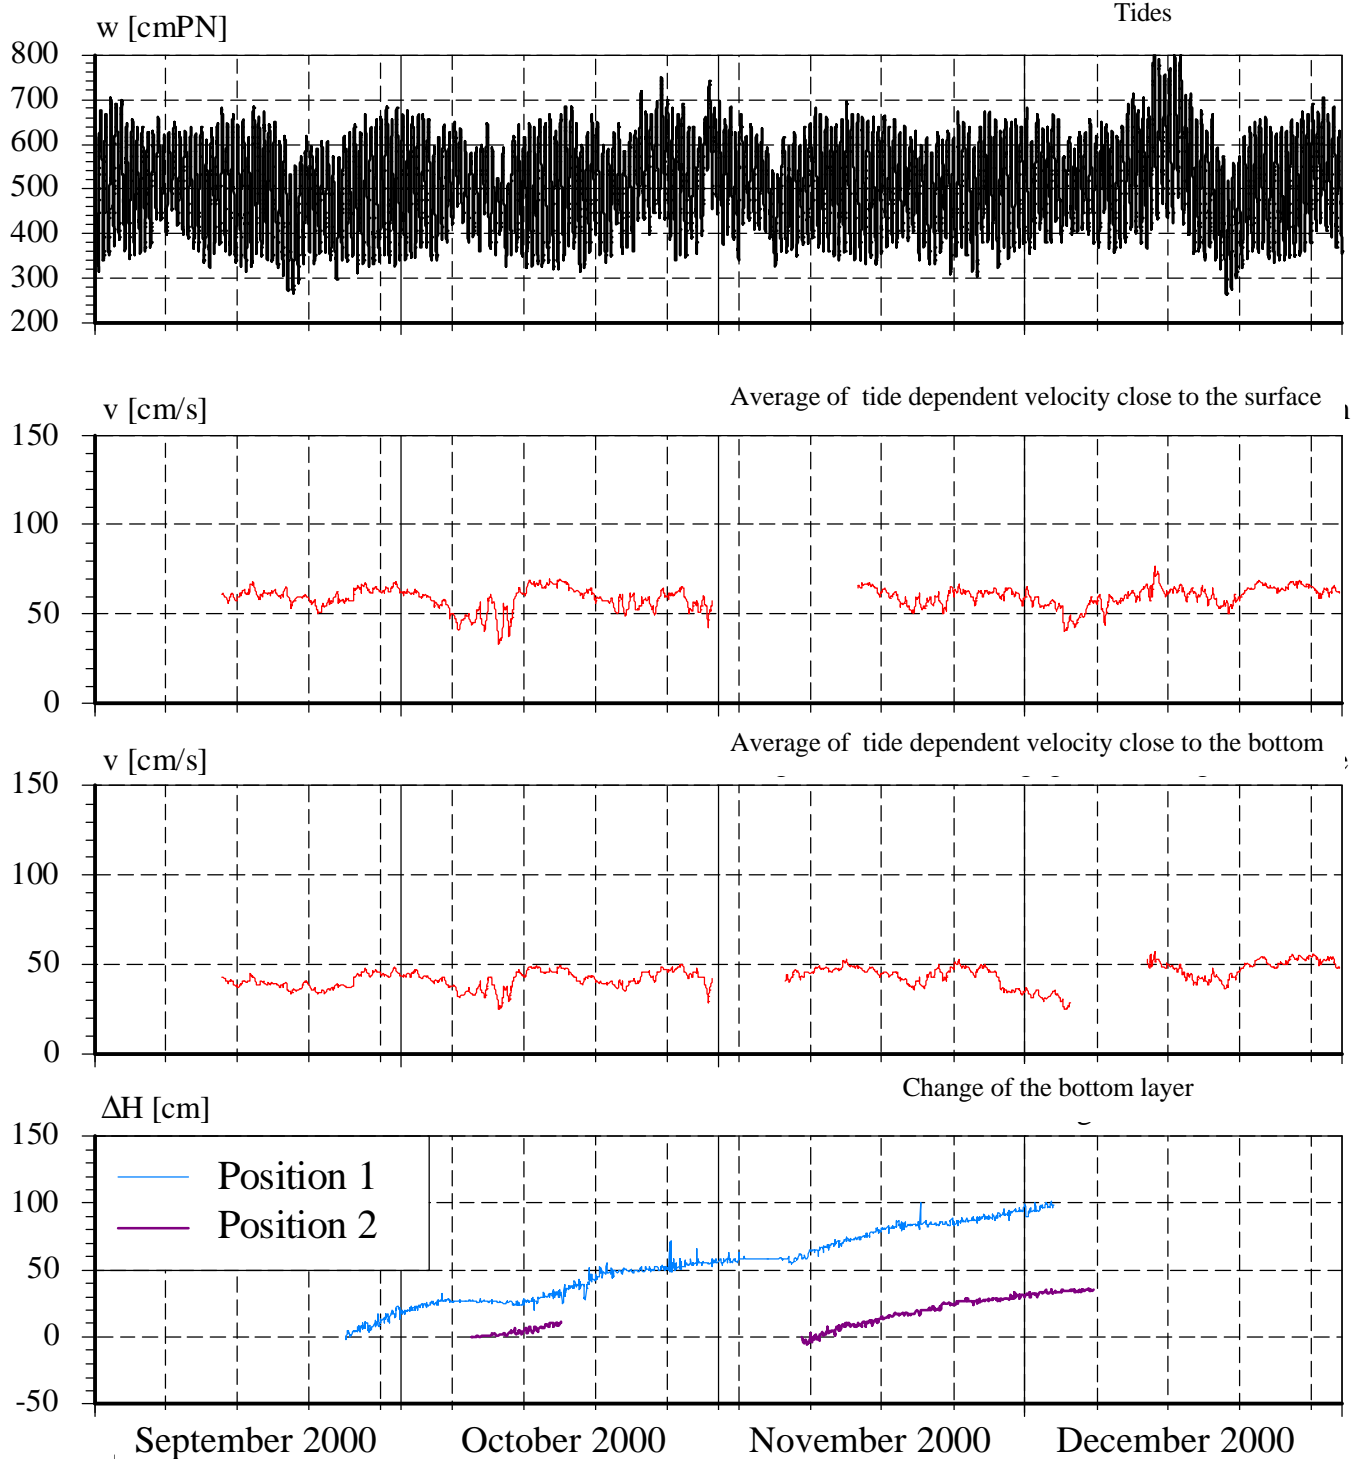 Tides
w [cmPN]
800
700
600
500
400
300
200
Average of tide dependent velocity close to the surface
v [cm/s]
150
100
50
0
Average of tide dependent velocity close to the bottom
v [cm/s]
150
100
50
0
Change of the bottom layer
ΔH [cm]
150
100
50
0
-50
Position 1
Position 2
September 2000 October 2000 November 2000 December 2000